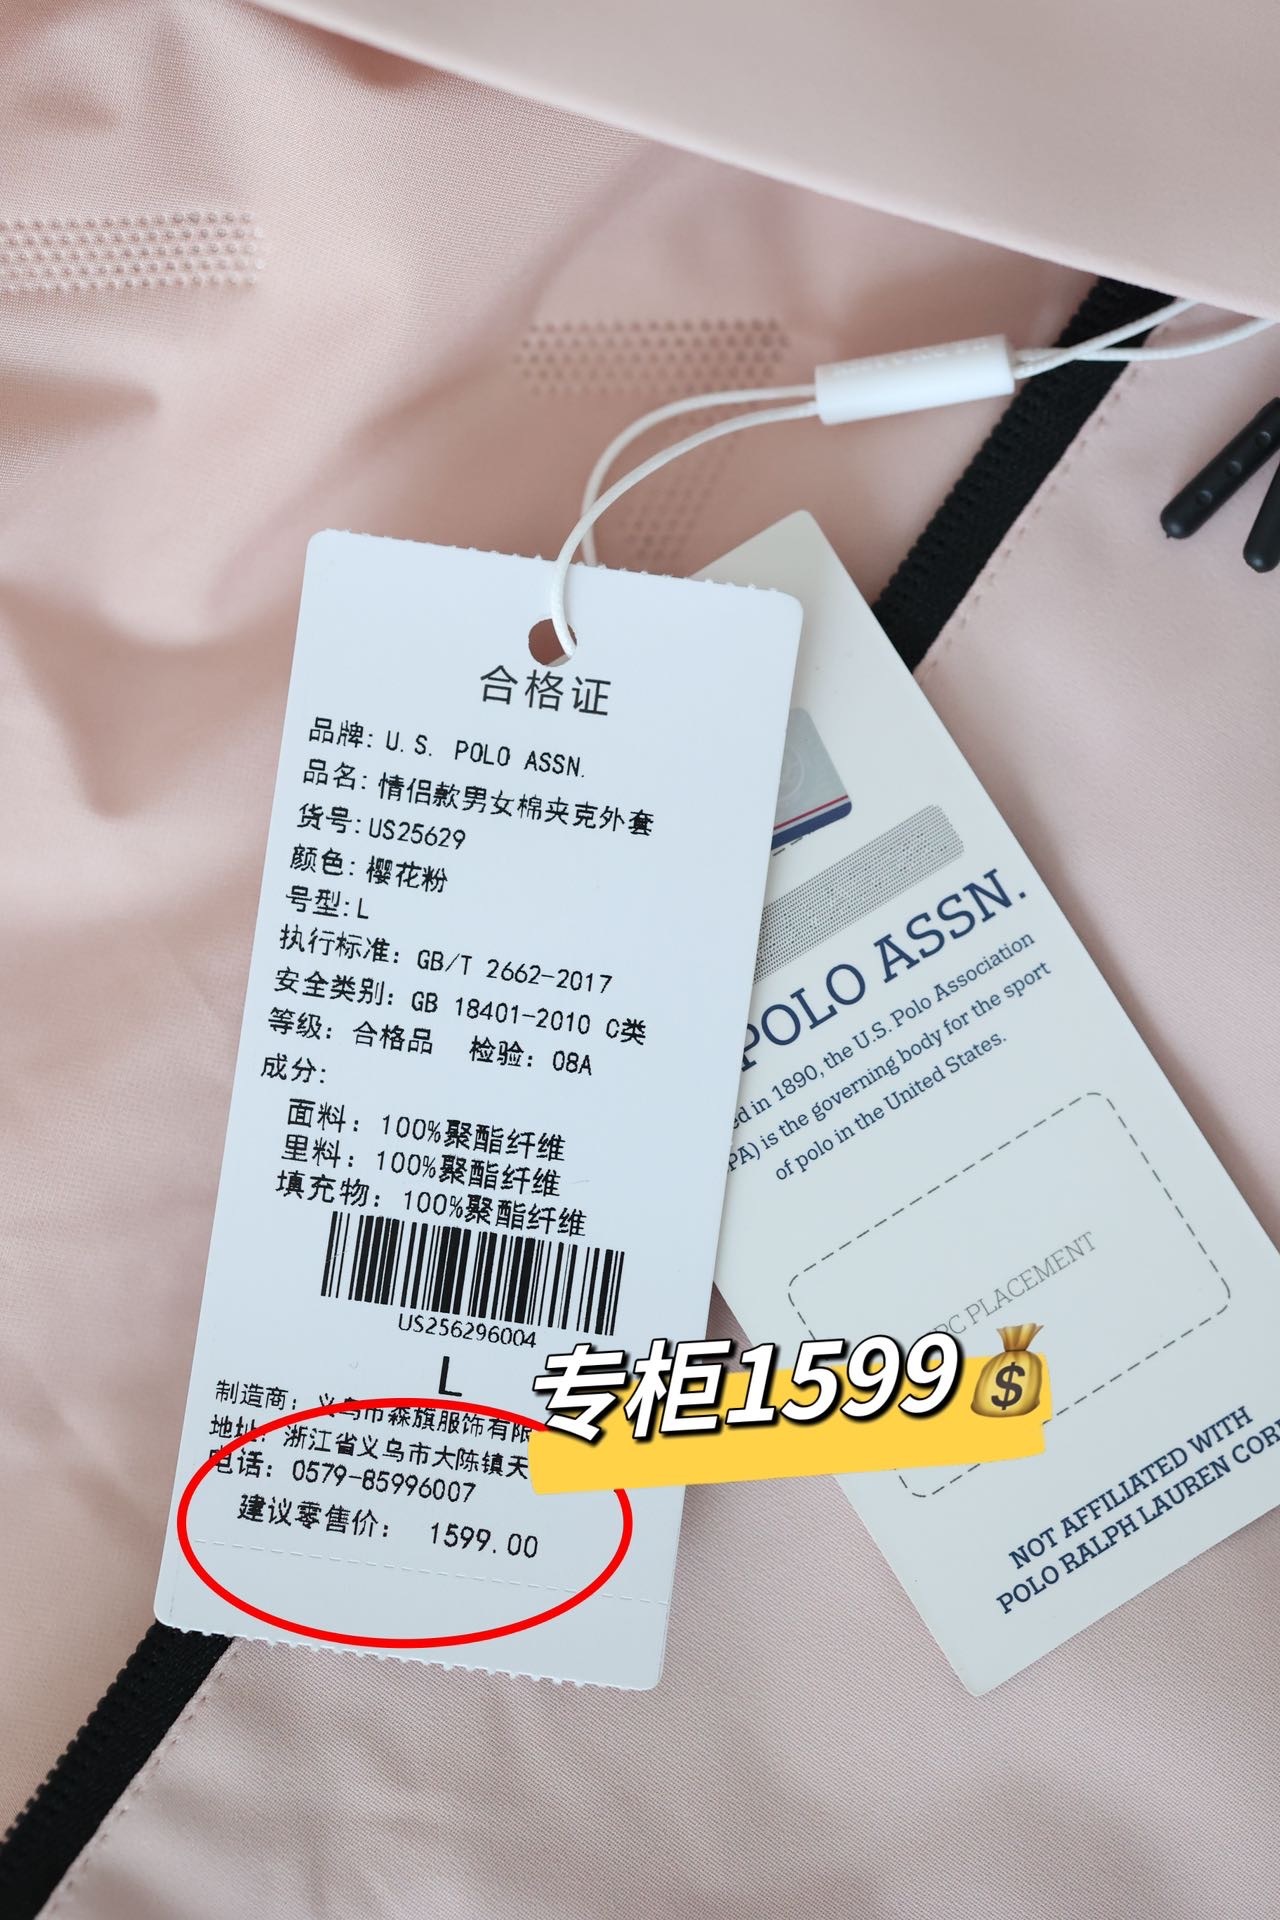 合格证
品牌: U.S. POLO ASSN.
品名: 情侣款男女棉夹克外套
货号: US25629
颜色: 樱花粉
号型: L
执行标准: GB/T 2662-2017
安全类别: GB 18401-2010 C类
等级: 合格品 检验: 08A
成分:
面料: 100%聚酯纤维
里料: 100%聚酯纤维
填充物: 100%聚酯纤维
US256296004
L
制造商: 义乌市森旗服饰有限
地址: 浙江省义乌市大陈镇天
电话: 0579-85996007
建议零售价: 1599.00
专柜1599
POLO ASSN.
ed in 1890, the U.S. Polo Association
PA) is the governing body for the sport
of polo in the United States.
PC PLACEMENT
NOT AFFILIATED WITH
POLO RALPH LAUREN COR